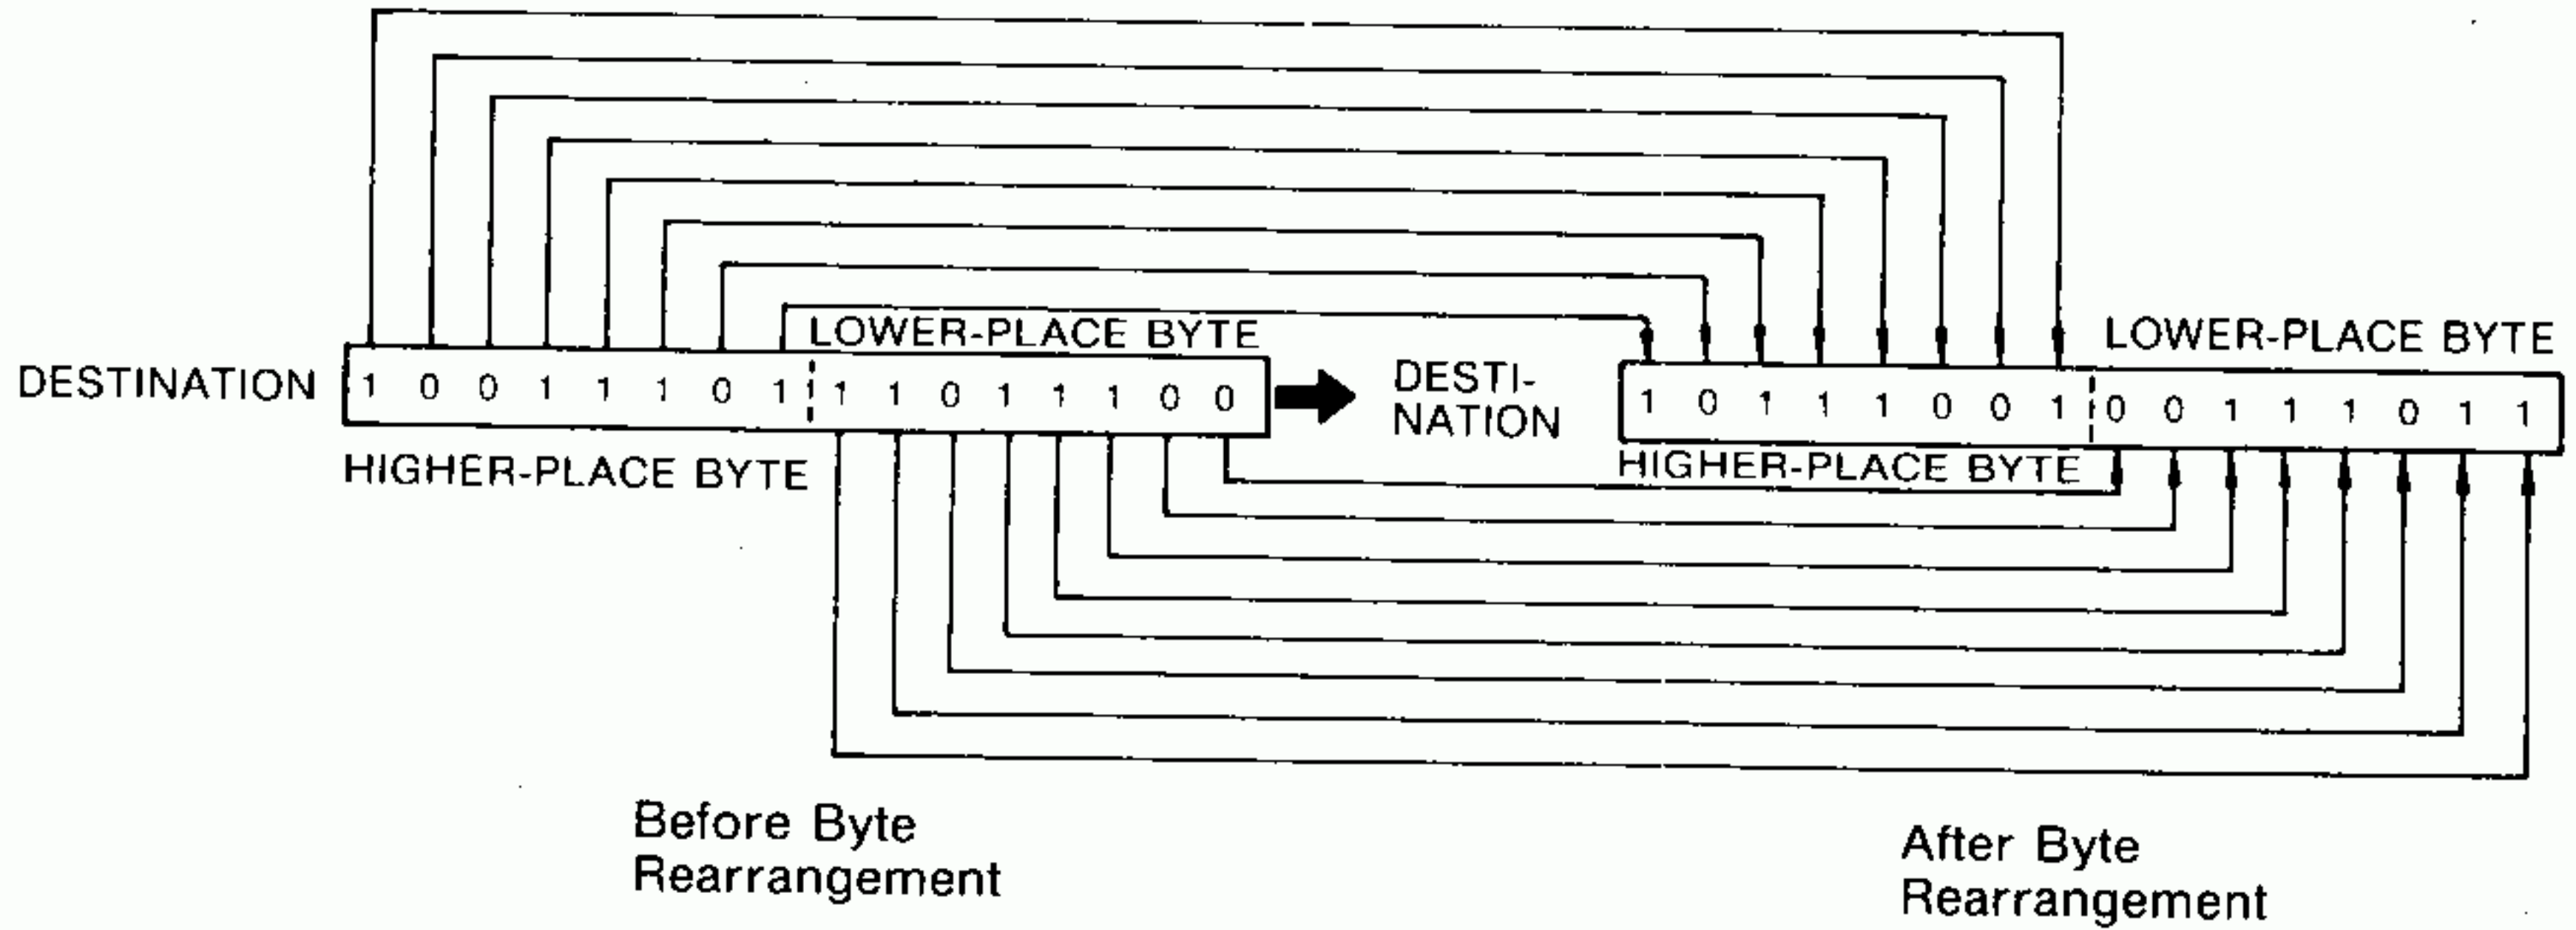 LOWER-PLACE BYTE
LOWER-PLACE BYTE
DESTINATION
1 0 0 1 1 1 0 1 1 1 0 1 1 1 0 0
DESTI-
NATION
1 0 1 1 1 0 0 1 0 0 1 1 1 0 1 1
HIGHER-PLACE BYTE
HIGHER-PLACE BYTE
Before Byte
Rearrangement
After Byte
Rearrangement